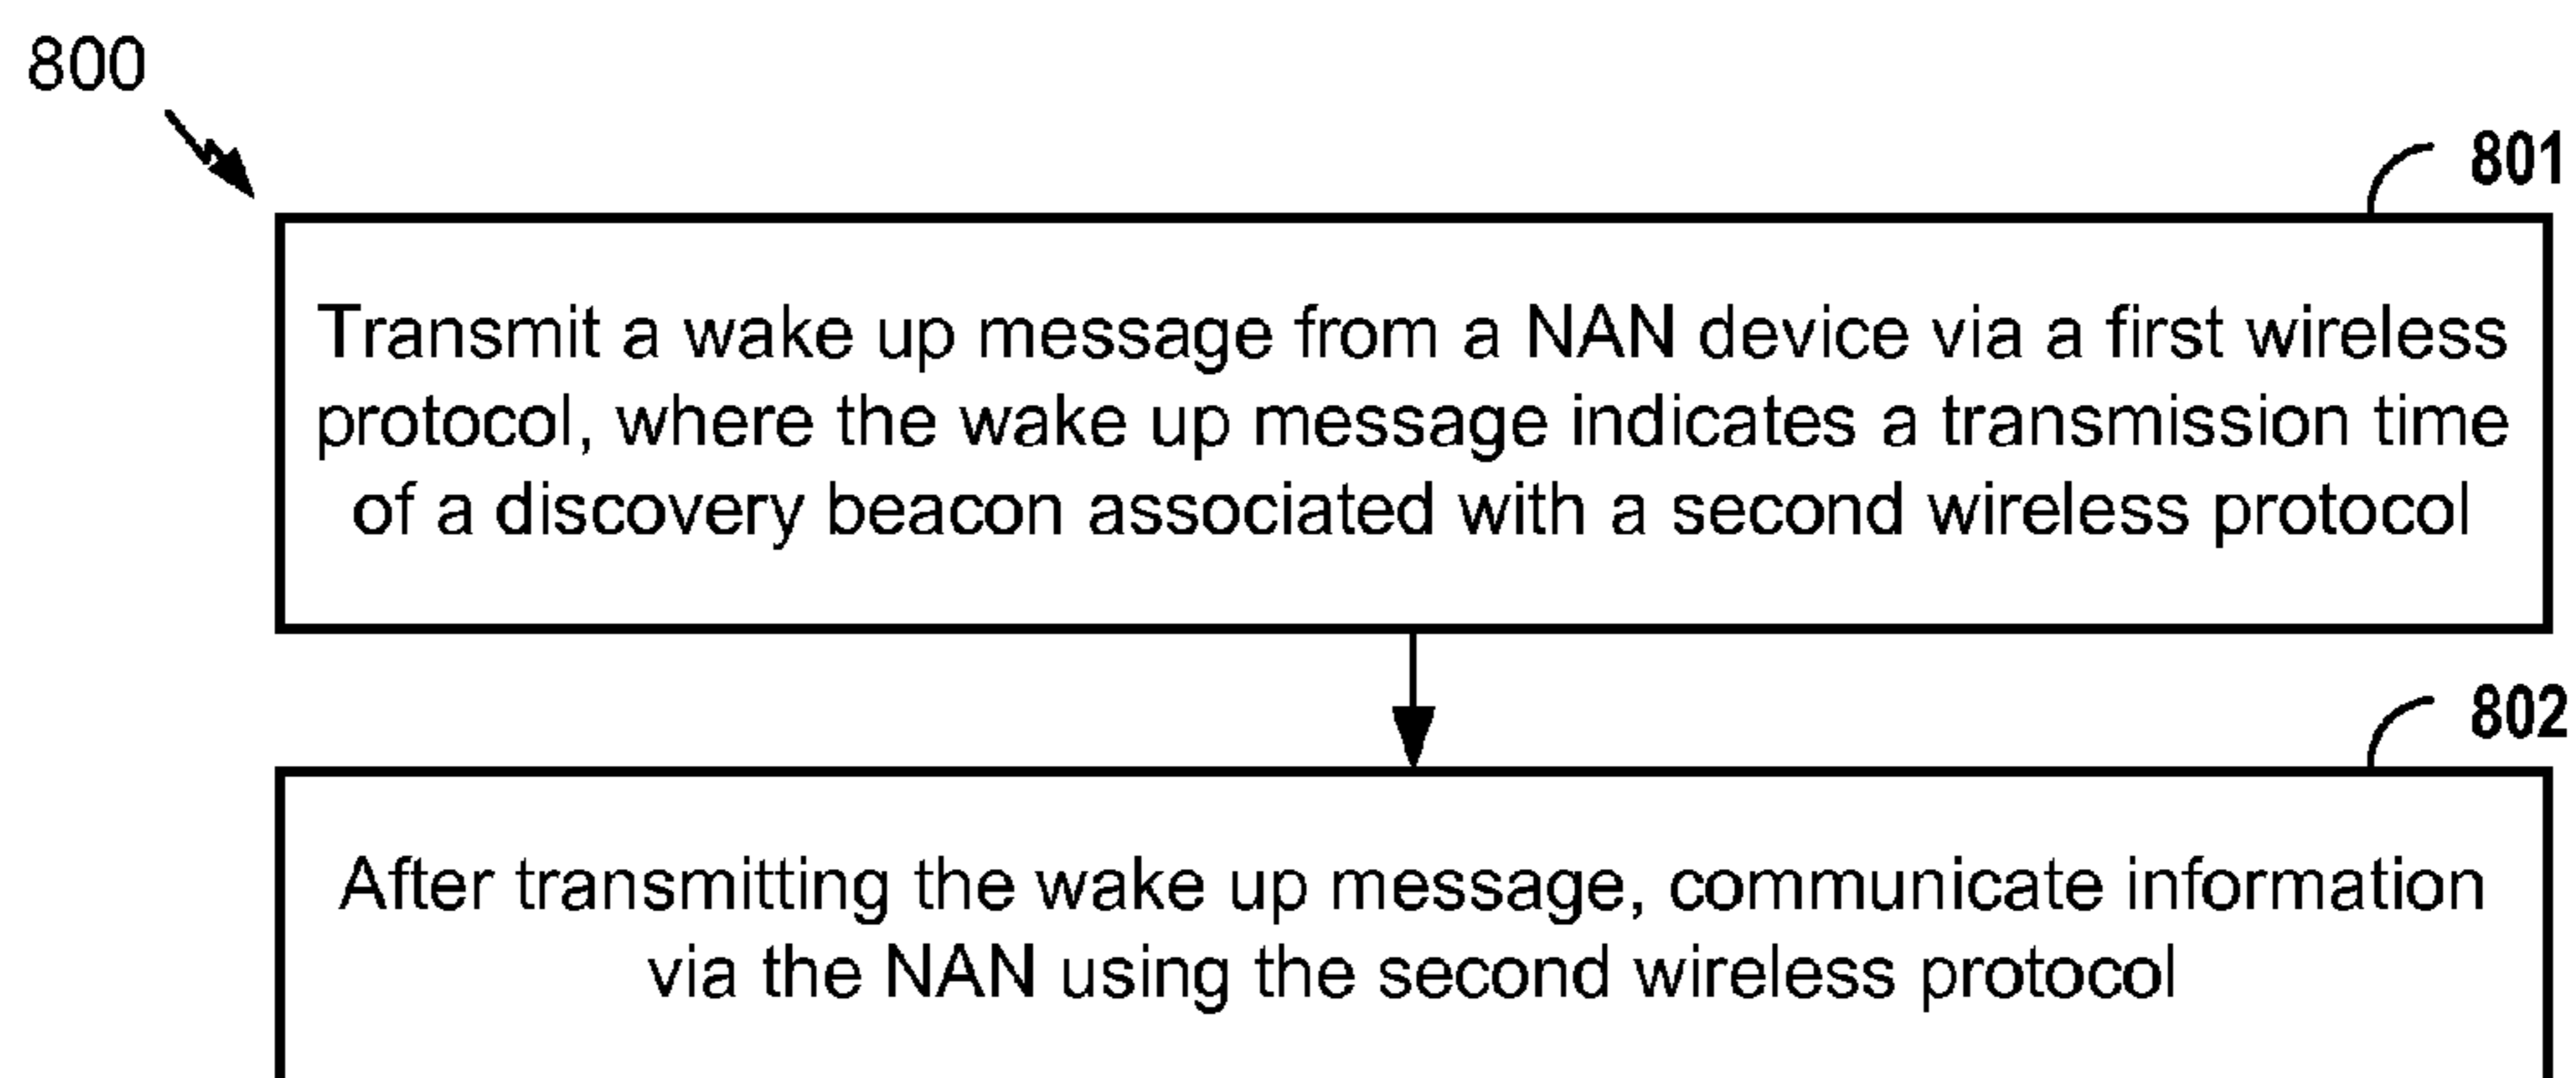 800
801
Transmit a wake up message from a NAN device via a first wireless
protocol, where the wake up message indicates a transmission time
of a discovery beacon associated with a second wireless protocol
802
After transmitting the wake up message, communicate information
via the NAN using the second wireless protocol